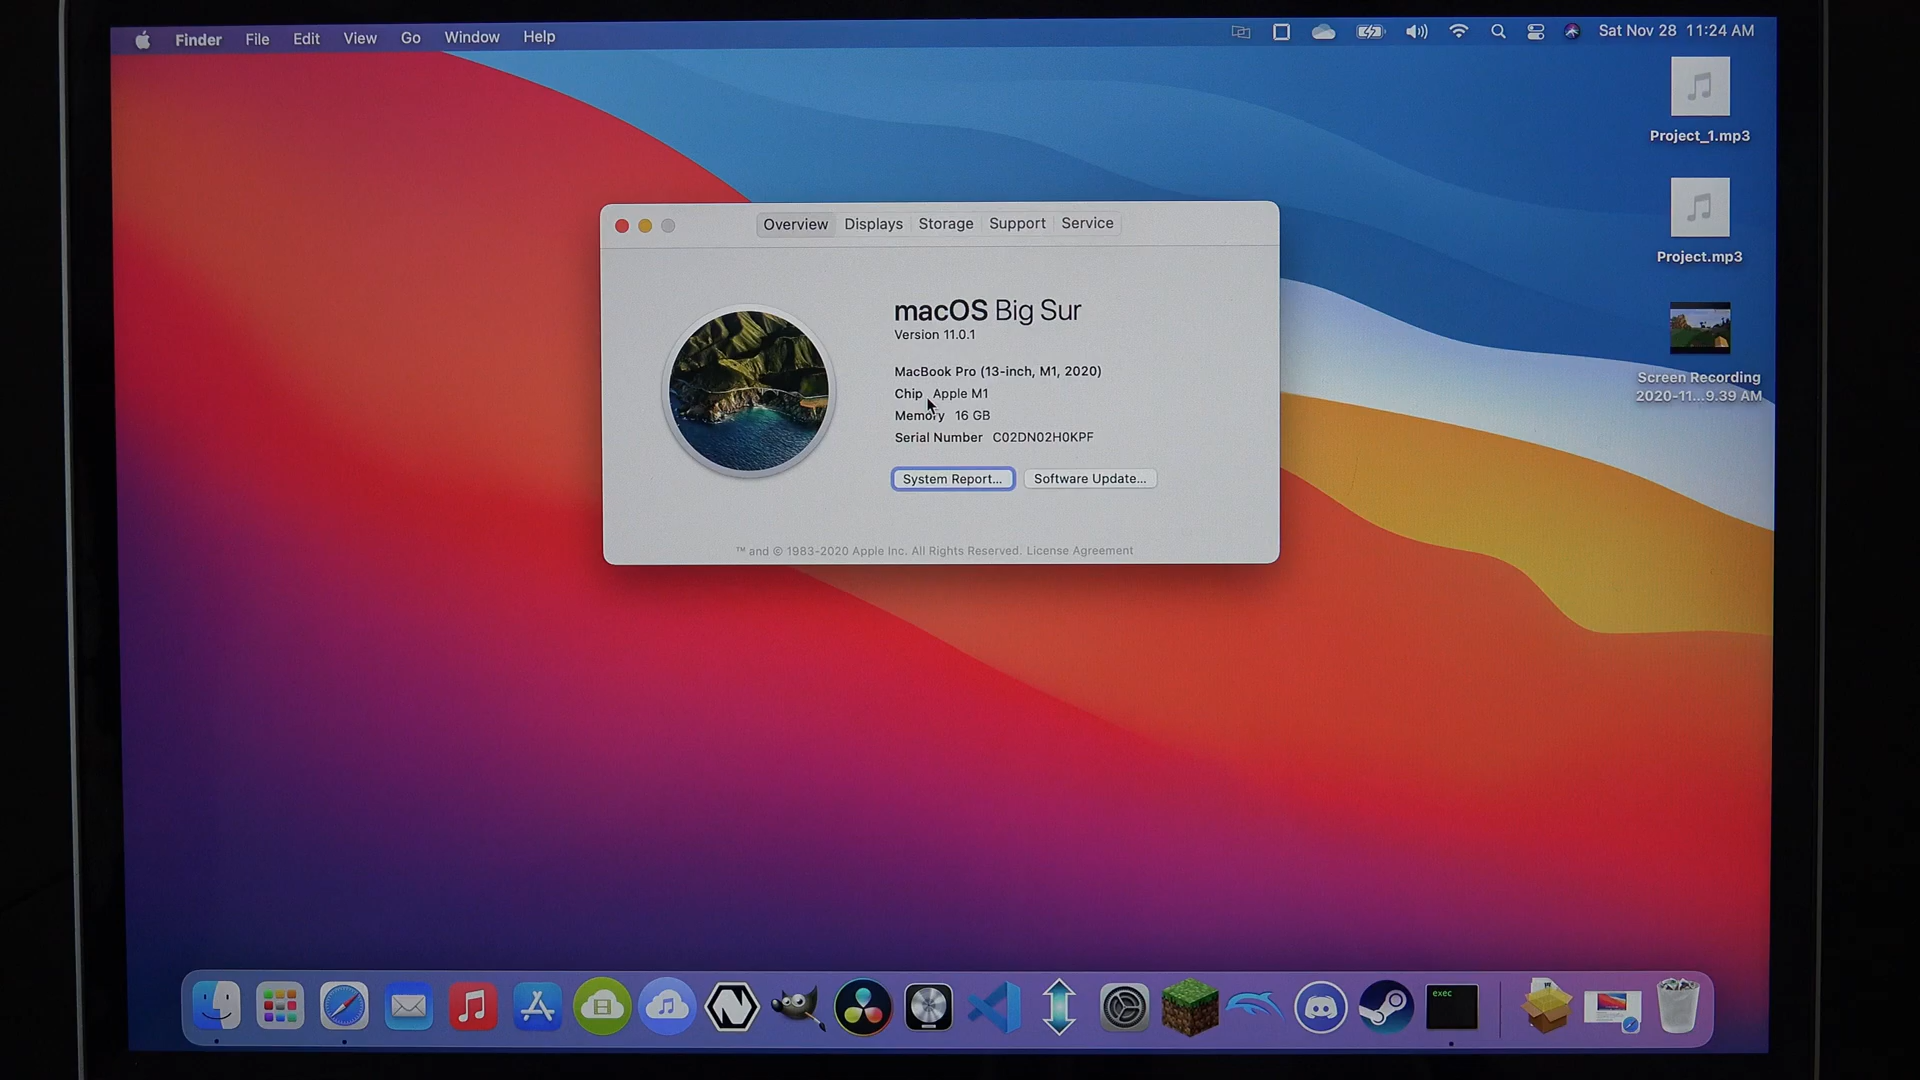 Finder File Edit View Go Window Help
Sat Nov 28 11:24 AM
Project_1.mp3
Project.mp3
Screen Recording
2020-11...9.39 AM
Overview Displays Storage Support Service
macOS Big Sur
Version 11.0.1
MacBook Pro (13-inch, M1, 2020)
Chip Apple M1
Memory 16 GB
Serial Number C02DN02H0KPF
System Report... Software Update...
™ and © 1983-2020 Apple Inc. All Rights Reserved. License Agreement
exec